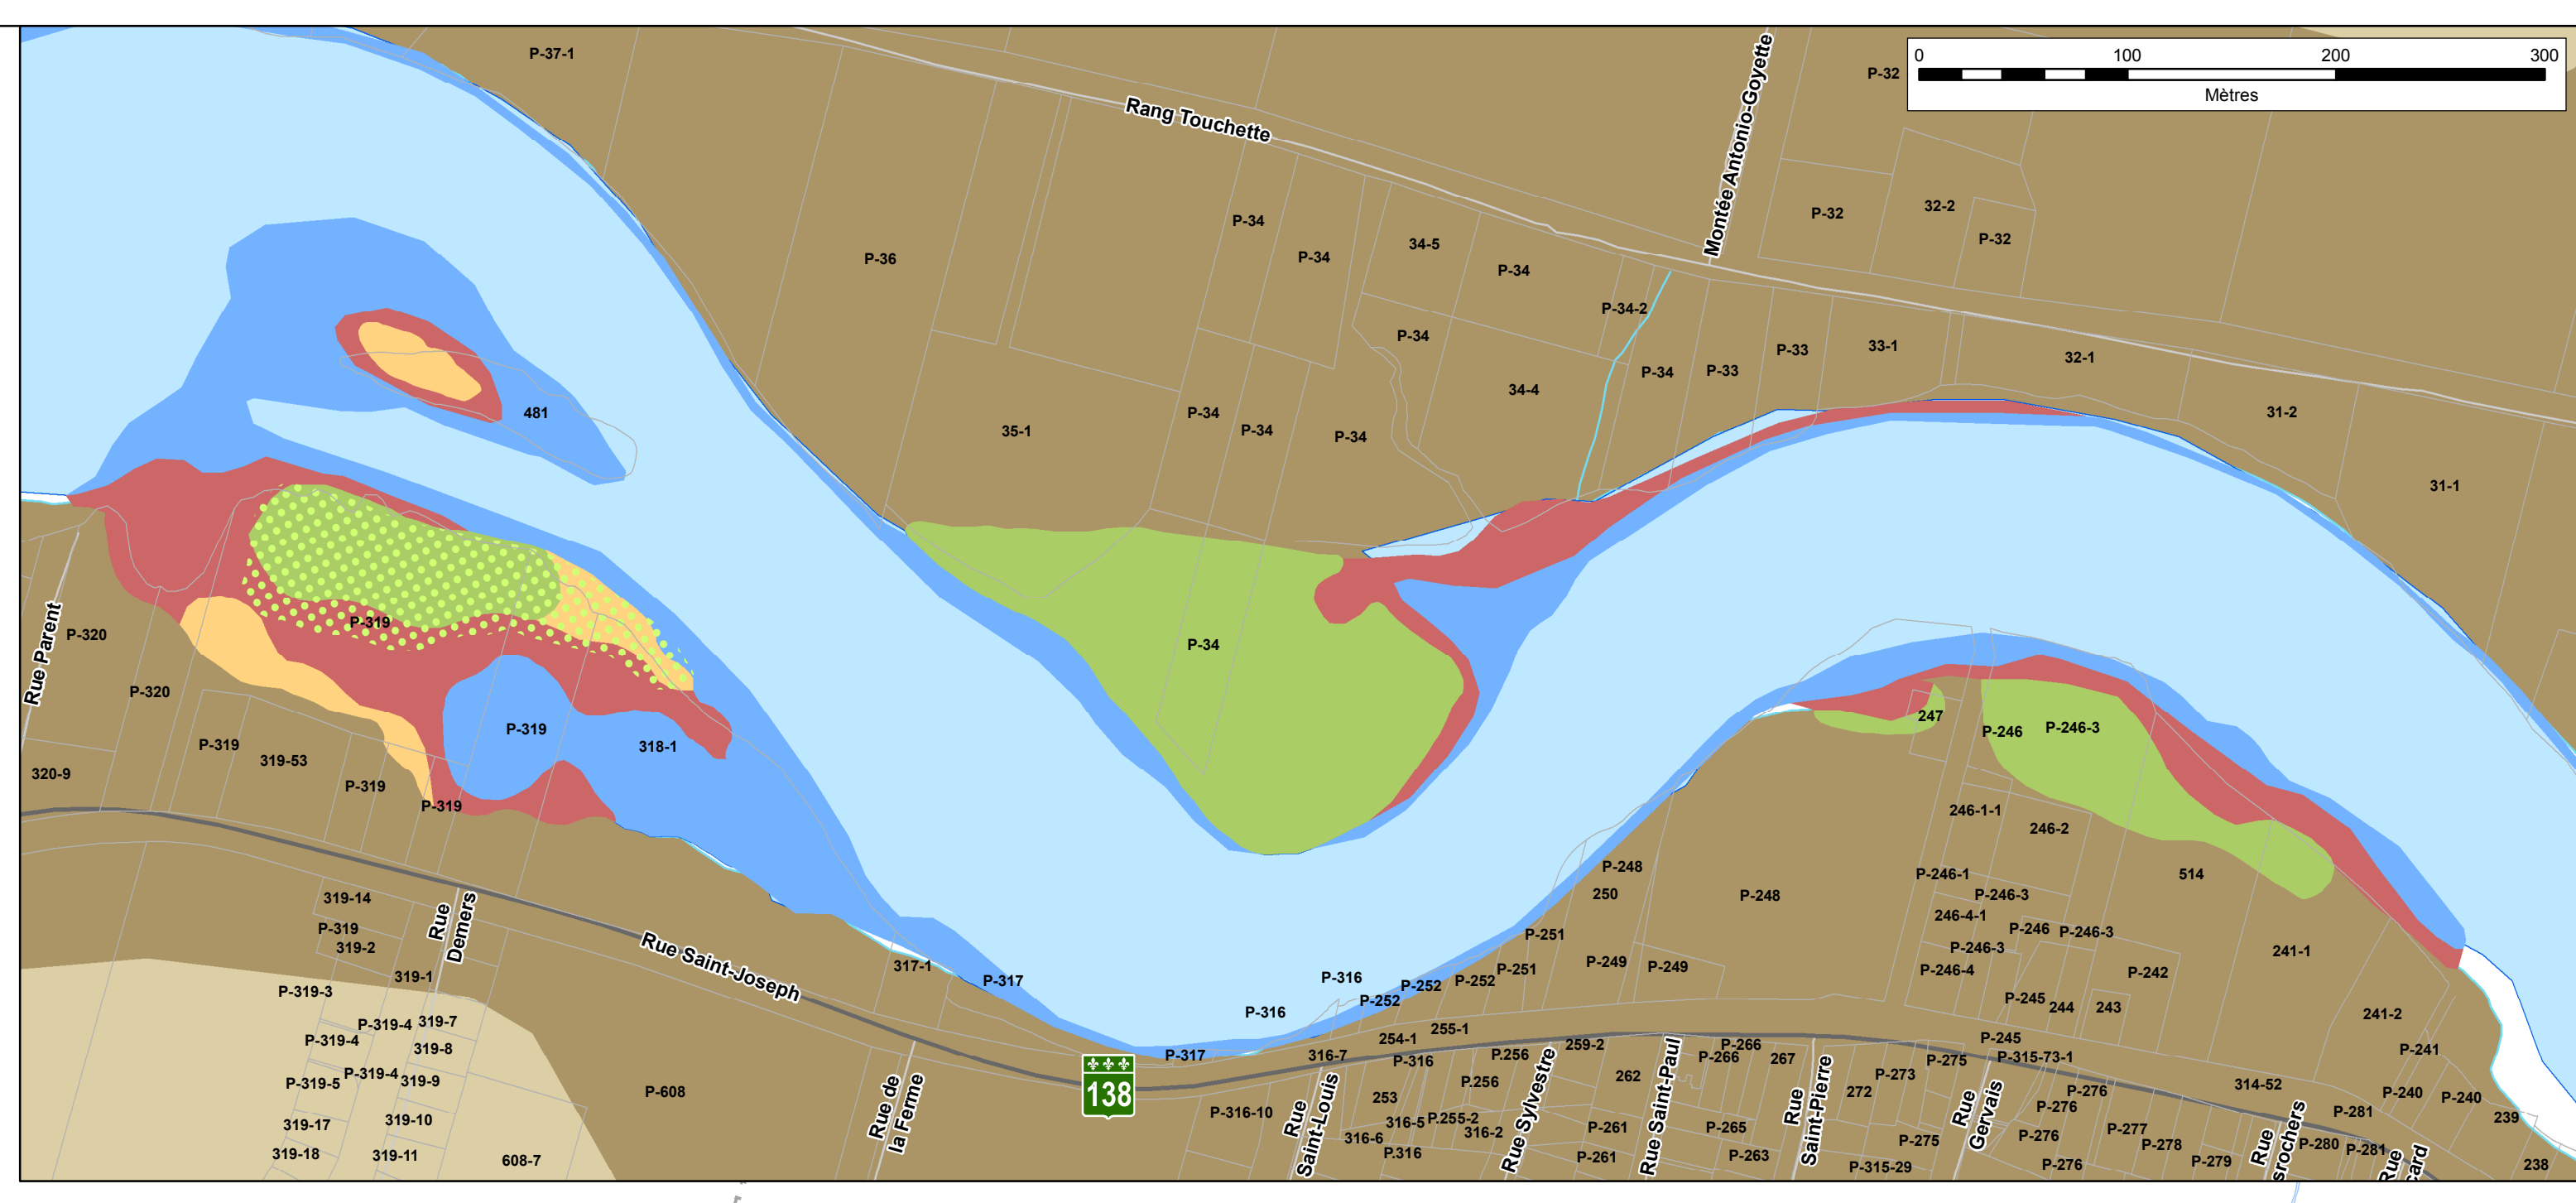 P-37-1
0 100 200 300
Mètres
P-32
Rang Touchette
Montée Antonio-Goyette
P-34
P-32
32-2
P-32
P-36
P-34
34-5
P-34
P-34-2
P-34
P-34
P-33
P-33
33-1
32-1
481
35-1
P-34
P-34
P-34
34-4
31-2
31-1
Rue Parent
P-320
P-319
P-34
P-320
P-319
318-1
P-319
319-53
P-319
P-319
320-9
247
P-246
P-246-3
246-1-1
246-2
P-248
250
P-248
P-246-1
P-246-3
514
246-4-1
P-246
P-246-3
P-246-3
P-246-4
P-242
241-1
319-14
P-319
319-2
319-1
Rue
Demers
Rue Saint-Joseph
317-1
P-317
P-316
P-316
P-252
P-252
P-252
P-251
P-251
P-249
P-249
P-245
244
243
241-2
P-319-3
P-319-4
319-7
P-319-4
319-8
P-319-4
P-319-5
319-9
319-10
319-17
319-18
319-11
608-7
P-608
Rue de
la Ferme
138
P-317
316-7
254-1
255-1
P-316
P.256
P.256
259-2
262
P-266
P-266
267
P-245
P-315-73-1
P-275
P-273
272
P-276
P-276
314-52
P-241
P-240
P-240
P-281
239
P-316-10
Rue
Saint-Louis
253
316-5
P.255-2
316-6
316-2
P.316
Rue Sylvestre
P-261
P-261
Rue Saint-Paul
P-265
P-263
Rue
Saint-Pierre
P-275
P-315-29
Rue
Gervais
P-276
P-276
P-277
P-278
P-279
Rue
srochers
P-280
P-281
Rue
card
238